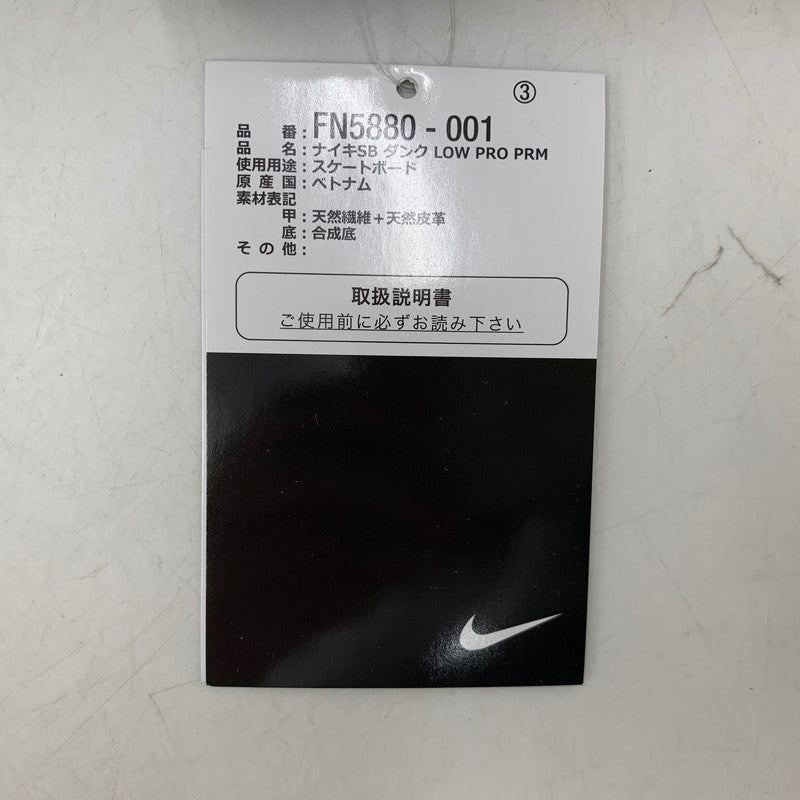 ③
品番：FN5880 - 001
品名：ナイキSB ダンク LOW PRO PRM
使用用途：スケートボード
原産国：ベトナム
素材表記
甲：天然繊維＋天然皮革
底：合成底
その他：
取扱説明書
ご使用前に必ずお読み下さい